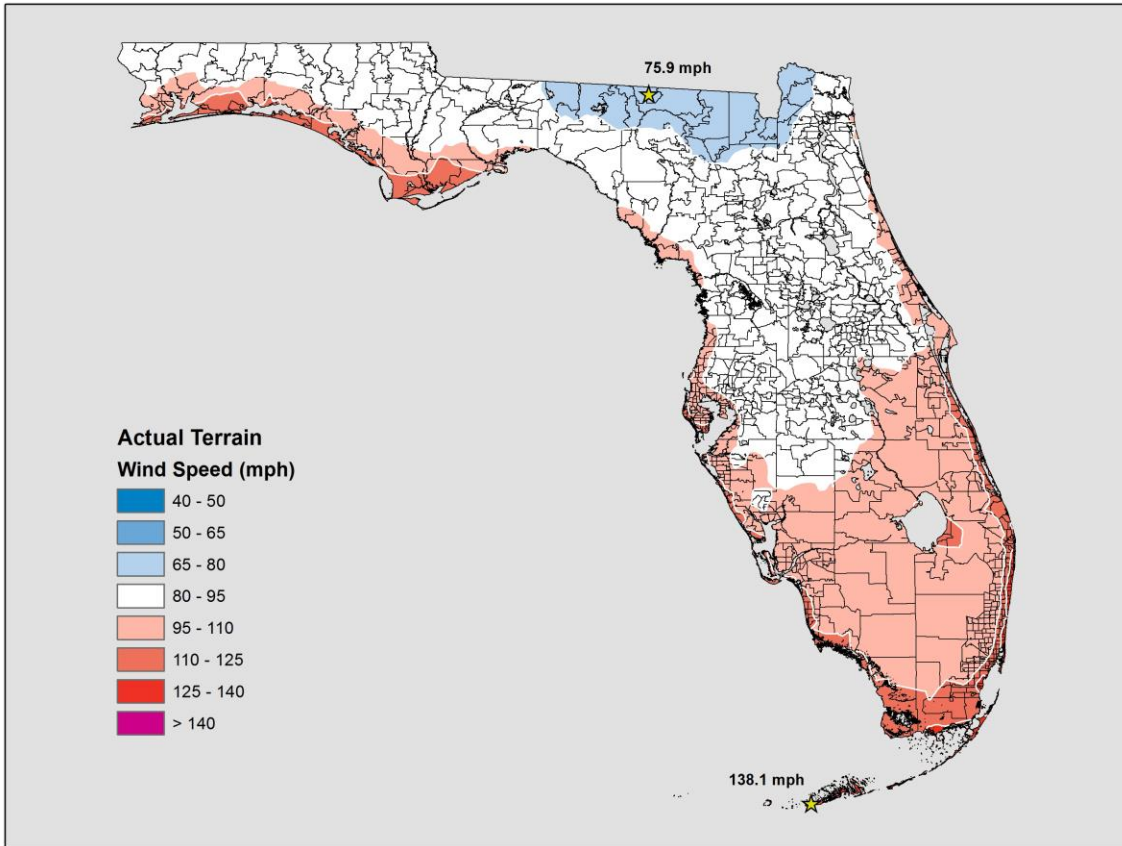 75.9 mph
Actual Terrain
Wind Speed (mph)
40 - 50
50 - 65
65 - 80
80 - 95
95 - 110
110 - 125
125 - 140
> 140
138.1 mph